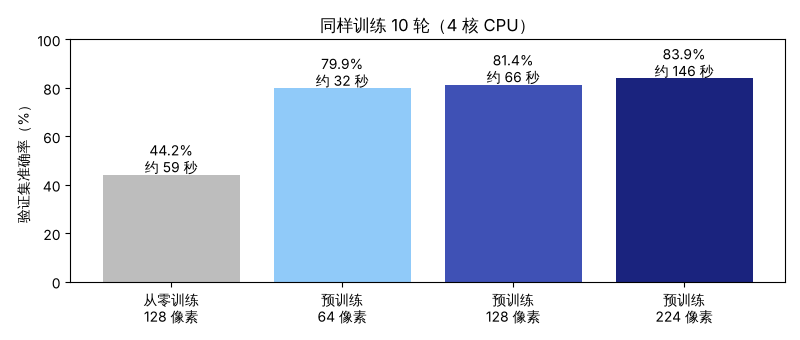 同样训练 10 轮（4 核 CPU）
验证集准确率（%）
100
80
60
40
20
0
44.2%
约 59 秒
79.9%
约 32 秒
81.4%
约 66 秒
83.9%
约 146 秒
从零训练
128 像素
预训练
64 像素
预训练
128 像素
预训练
224 像素